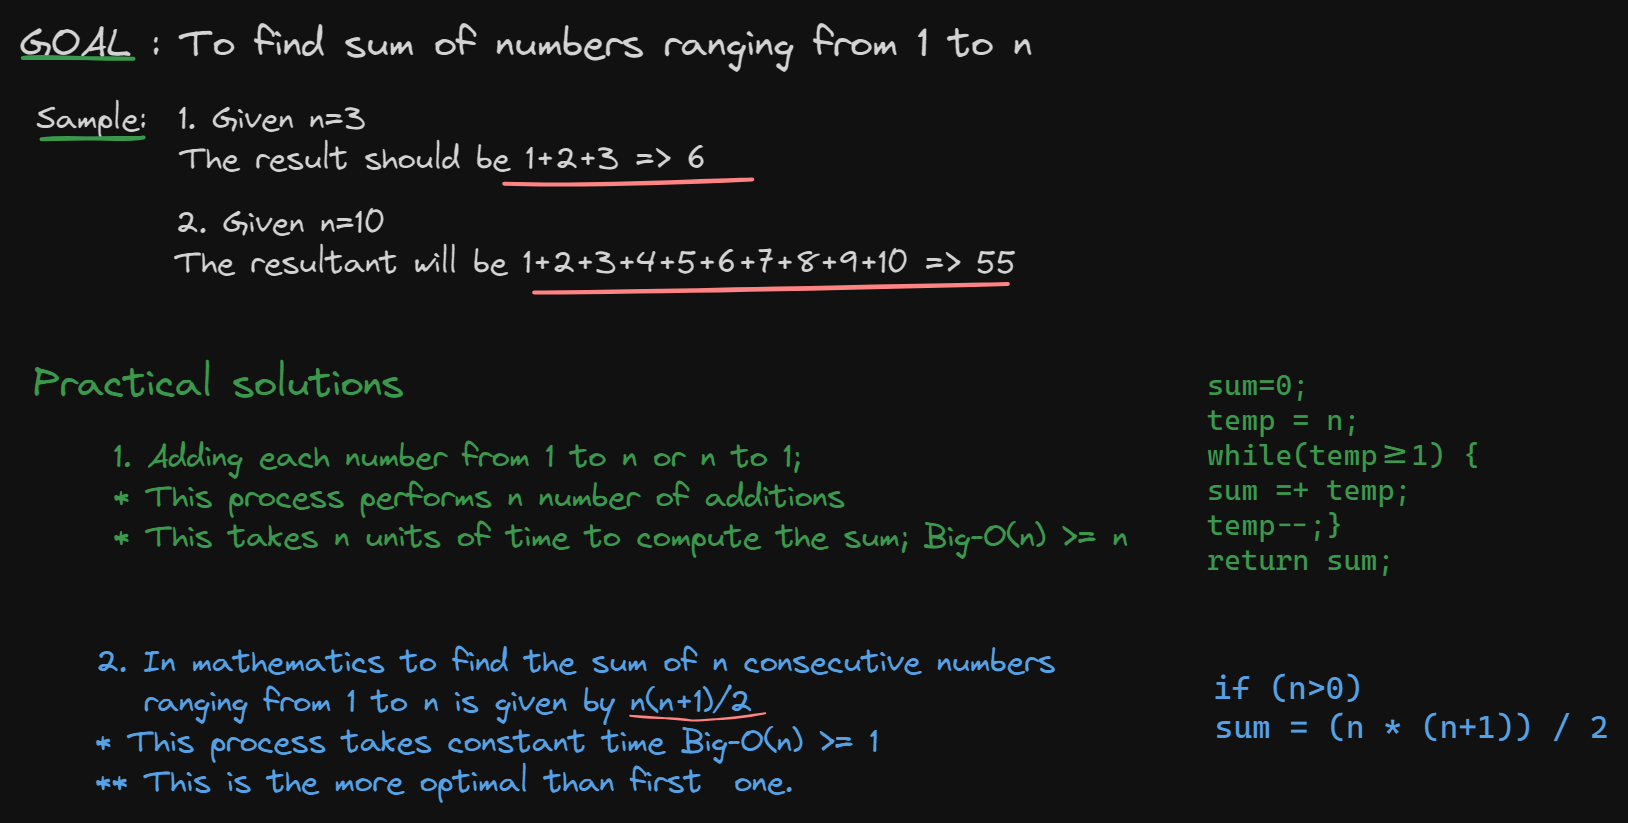 GOAL : To find sum of numbers ranging from 1 to n
Sample: 1. Given n=3
The result should be 1+2+3 => 6
2. Given n=10
The resultant will be 1+2+3+4+5+6+7+8+9+10 => 55
Practical solutions
1. Adding each number from 1 to n or n to 1;
* This process performs n number of additions
* This takes n units of time to compute the sum; Big-O(n) >= n
sum=0;
temp = n;
while(temp≥1) {
sum =+ temp;
temp--;}
return sum;
2. In mathematics to find the sum of n consecutive numbers
ranging from 1 to n is given by n(n+1)/2
* This process takes constant time Big-O(n) >= 1
** This is the more optimal than first one.
if (n>0)
sum = (n * (n+1)) / 2